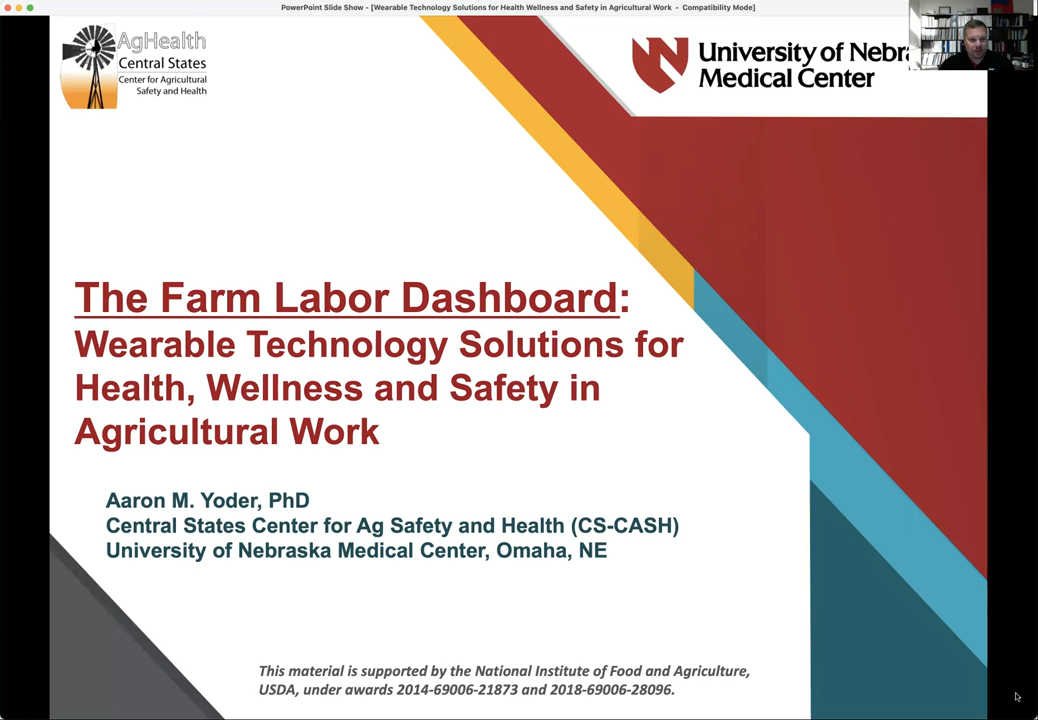 PowerPoint Slide Show - [Wearable Technology Solutions for Health Wellness and Safety in Agricultural Work - Compatibility Mode]
AgHealth
Central States
Center for Agricultural
Safety and Health
University of Nebra
Medical Center
The Farm Labor Dashboard:
Wearable Technology Solutions for
Health, Wellness and Safety in
Agricultural Work
Aaron M. Yoder, PhD
Central States Center for Ag Safety and Health (CS-CASH)
University of Nebraska Medical Center, Omaha, NE
This material is supported by the National Institute of Food and Agriculture,
USDA, under awards 2014-69006-21873 and 2018-69006-28096.